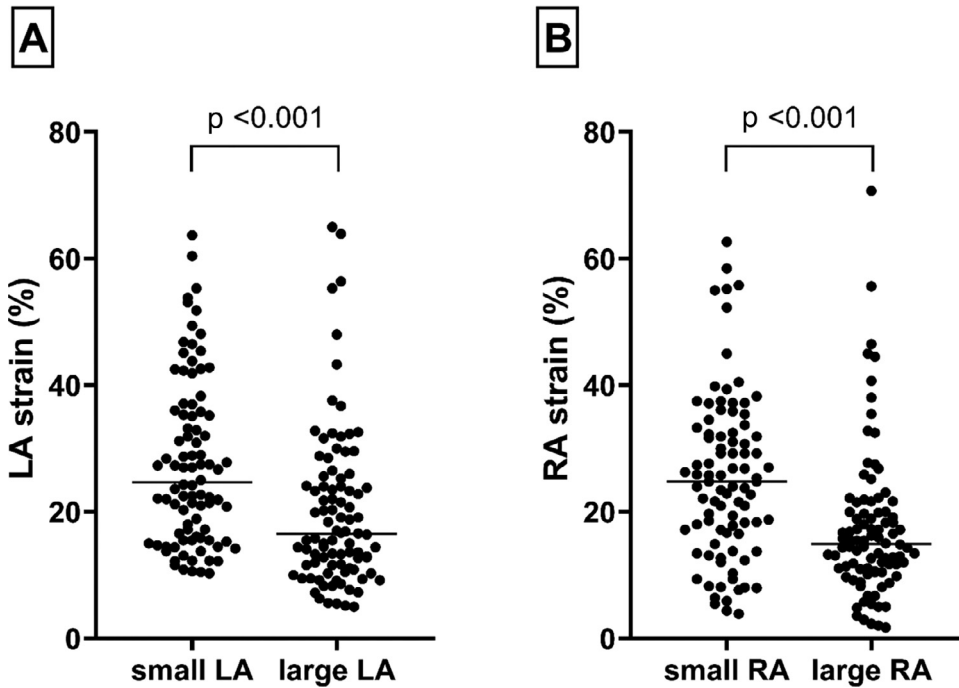 A
p <0.001
LA strain (%)
80
60
40
20
0
small LA
large LA
B
p <0.001
RA strain (%)
80
60
40
20
0
small RA
large RA